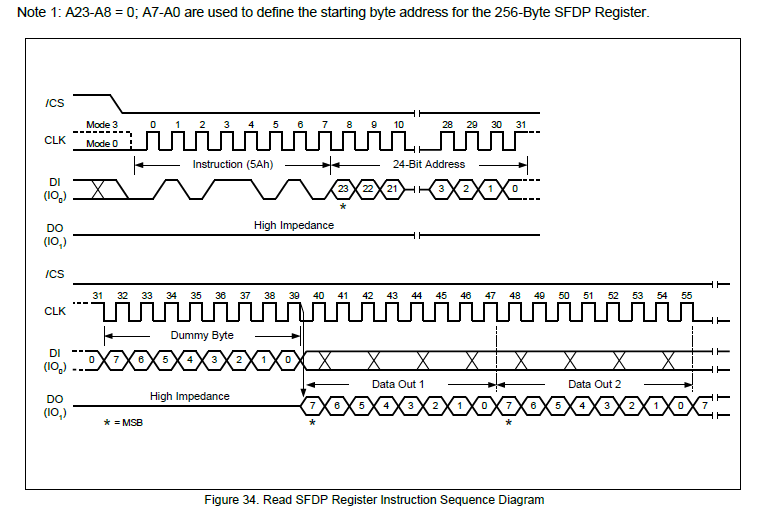 Note 1: A23-A8 = 0; A7-A0 are used to define the starting byte address for the 256-Byte SFDP Register.
/CS
Mode 3 0 1 2 3 4 5 6 7 8 9 10 28 29 30 31
CLK Mode 0
Instruction (5Ah) 24-Bit Address
DI
(IO0) 23 22 21 3 2 1 0
*
DO High Impedance
(IO1)
/CS
31 32 33 34 35 36 37 38 39 40 41 42 43 44 45 46 47 48 49 50 51 52 53 54 55
CLK
Dummy Byte
DI
(IO0) 0 7 6 5 4 3 2 1 0
Data Out 1 Data Out 2
DO High Impedance
(IO1) 7 6 5 4 3 2 1 0 7 6 5 4 3 2 1 0 7
* = MSB * *
Figure 34. Read SFDP Register Instruction Sequence Diagram